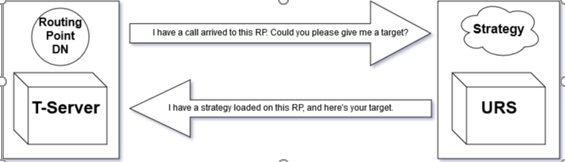 Routing
Point
DN
I have a call arrived to this RP. Could you please give me a target?
Strategy
T-Server
I have a strategy loaded on this RP, and here's your target.
URS